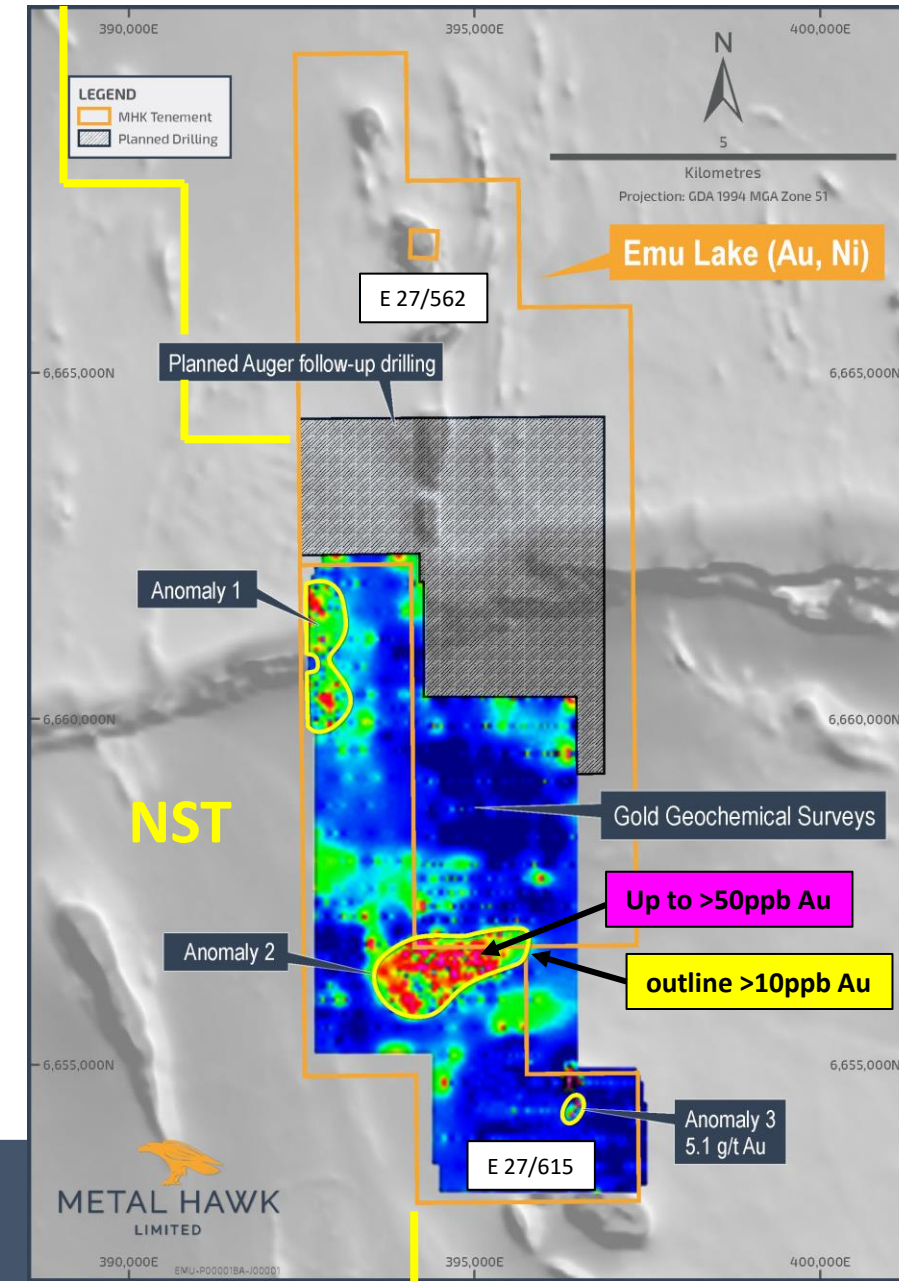 390,000E
395,000E
400,000E
LEGEND
MHK Tenement
Planned Drilling
N
5
Kilometres
Projection: GDA 1994 MGA Zone 51
Emu Lake (Au, Ni)
E 27/562
Planned Auger follow-up drilling
6,665,000N
6,665,000N
Anomaly 1
6,660,000N
6,660,000N
NST
Gold Geochemical Surveys
Up to >50ppb Au
Anomaly 2
outline >10ppb Au
6,655,000N
6,655,000N
Anomaly 3
5.1 g/t Au
E 27/615
METAL HAWK
LIMITED
390,000E
EMU-P00001BA-J00001
395,000E
400,000E